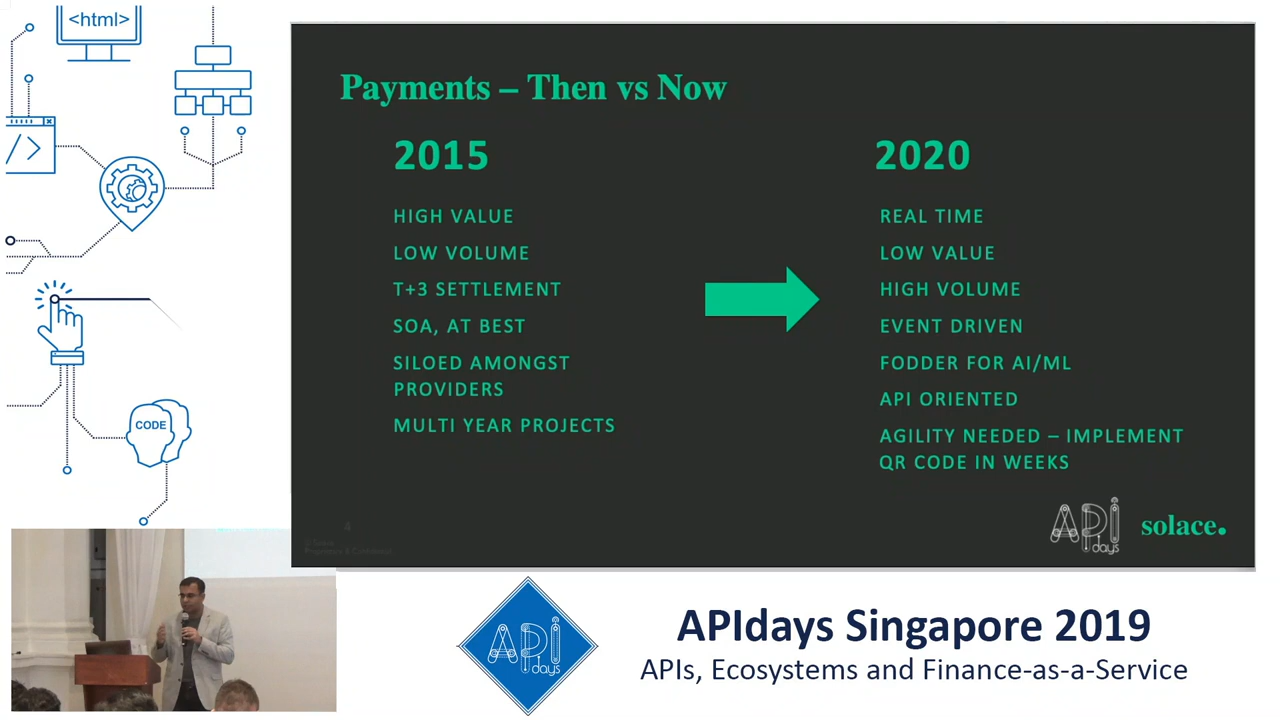 <html>
</>
CODE
Payments – Then vs Now
2015
HIGH VALUE
LOW VOLUME
T+3 SETTLEMENT
SOA, AT BEST
SILOED AMONGST
PROVIDERS
MULTI YEAR PROJECTS
2020
REAL TIME
LOW VALUE
HIGH VOLUME
EVENT DRIVEN
FODDER FOR AI/ML
API ORIENTED
AGILITY NEEDED – IMPLEMENT
QR CODE IN WEEKS
4
API
days
solace.
API
days
APIdays Singapore 2019
APIs, Ecosystems and Finance-as-a-Service